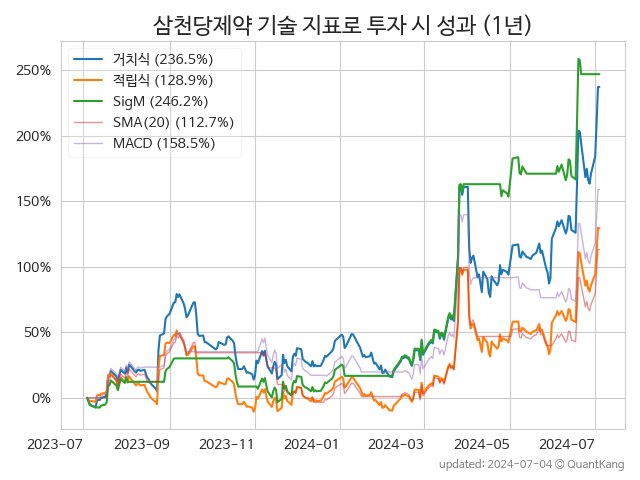 삼천당제약 기술 지표로 투자 시 성과 (1년)
거치식 (236.5%)
적립식 (128.9%)
SigM (246.2%)
SMA(20) (112.7%)
MACD (158.5%)
250%
200%
150%
100%
50%
0%
2023-07 2023-09 2023-11 2024-01 2024-03 2024-05 2024-07
updated: 2024-07-04 © QuantKang